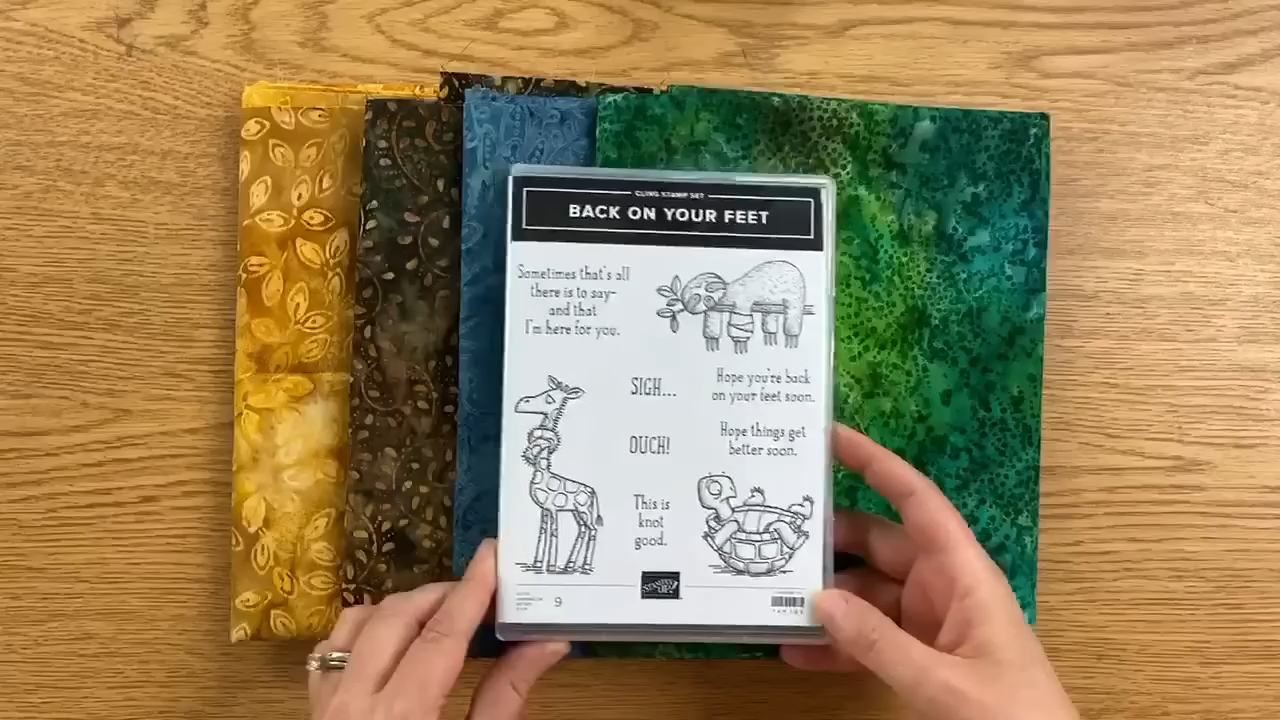 CLING STAMP SET
BACK ON YOUR FEET
Sometimes that's all
there is to say-
and that
I'm here for you.
SIGH...
Hope you're back
on your feet soon.
OUCH!
Hope things get
better soon.
This is
knot
good.
STAMPIN' UP!
9